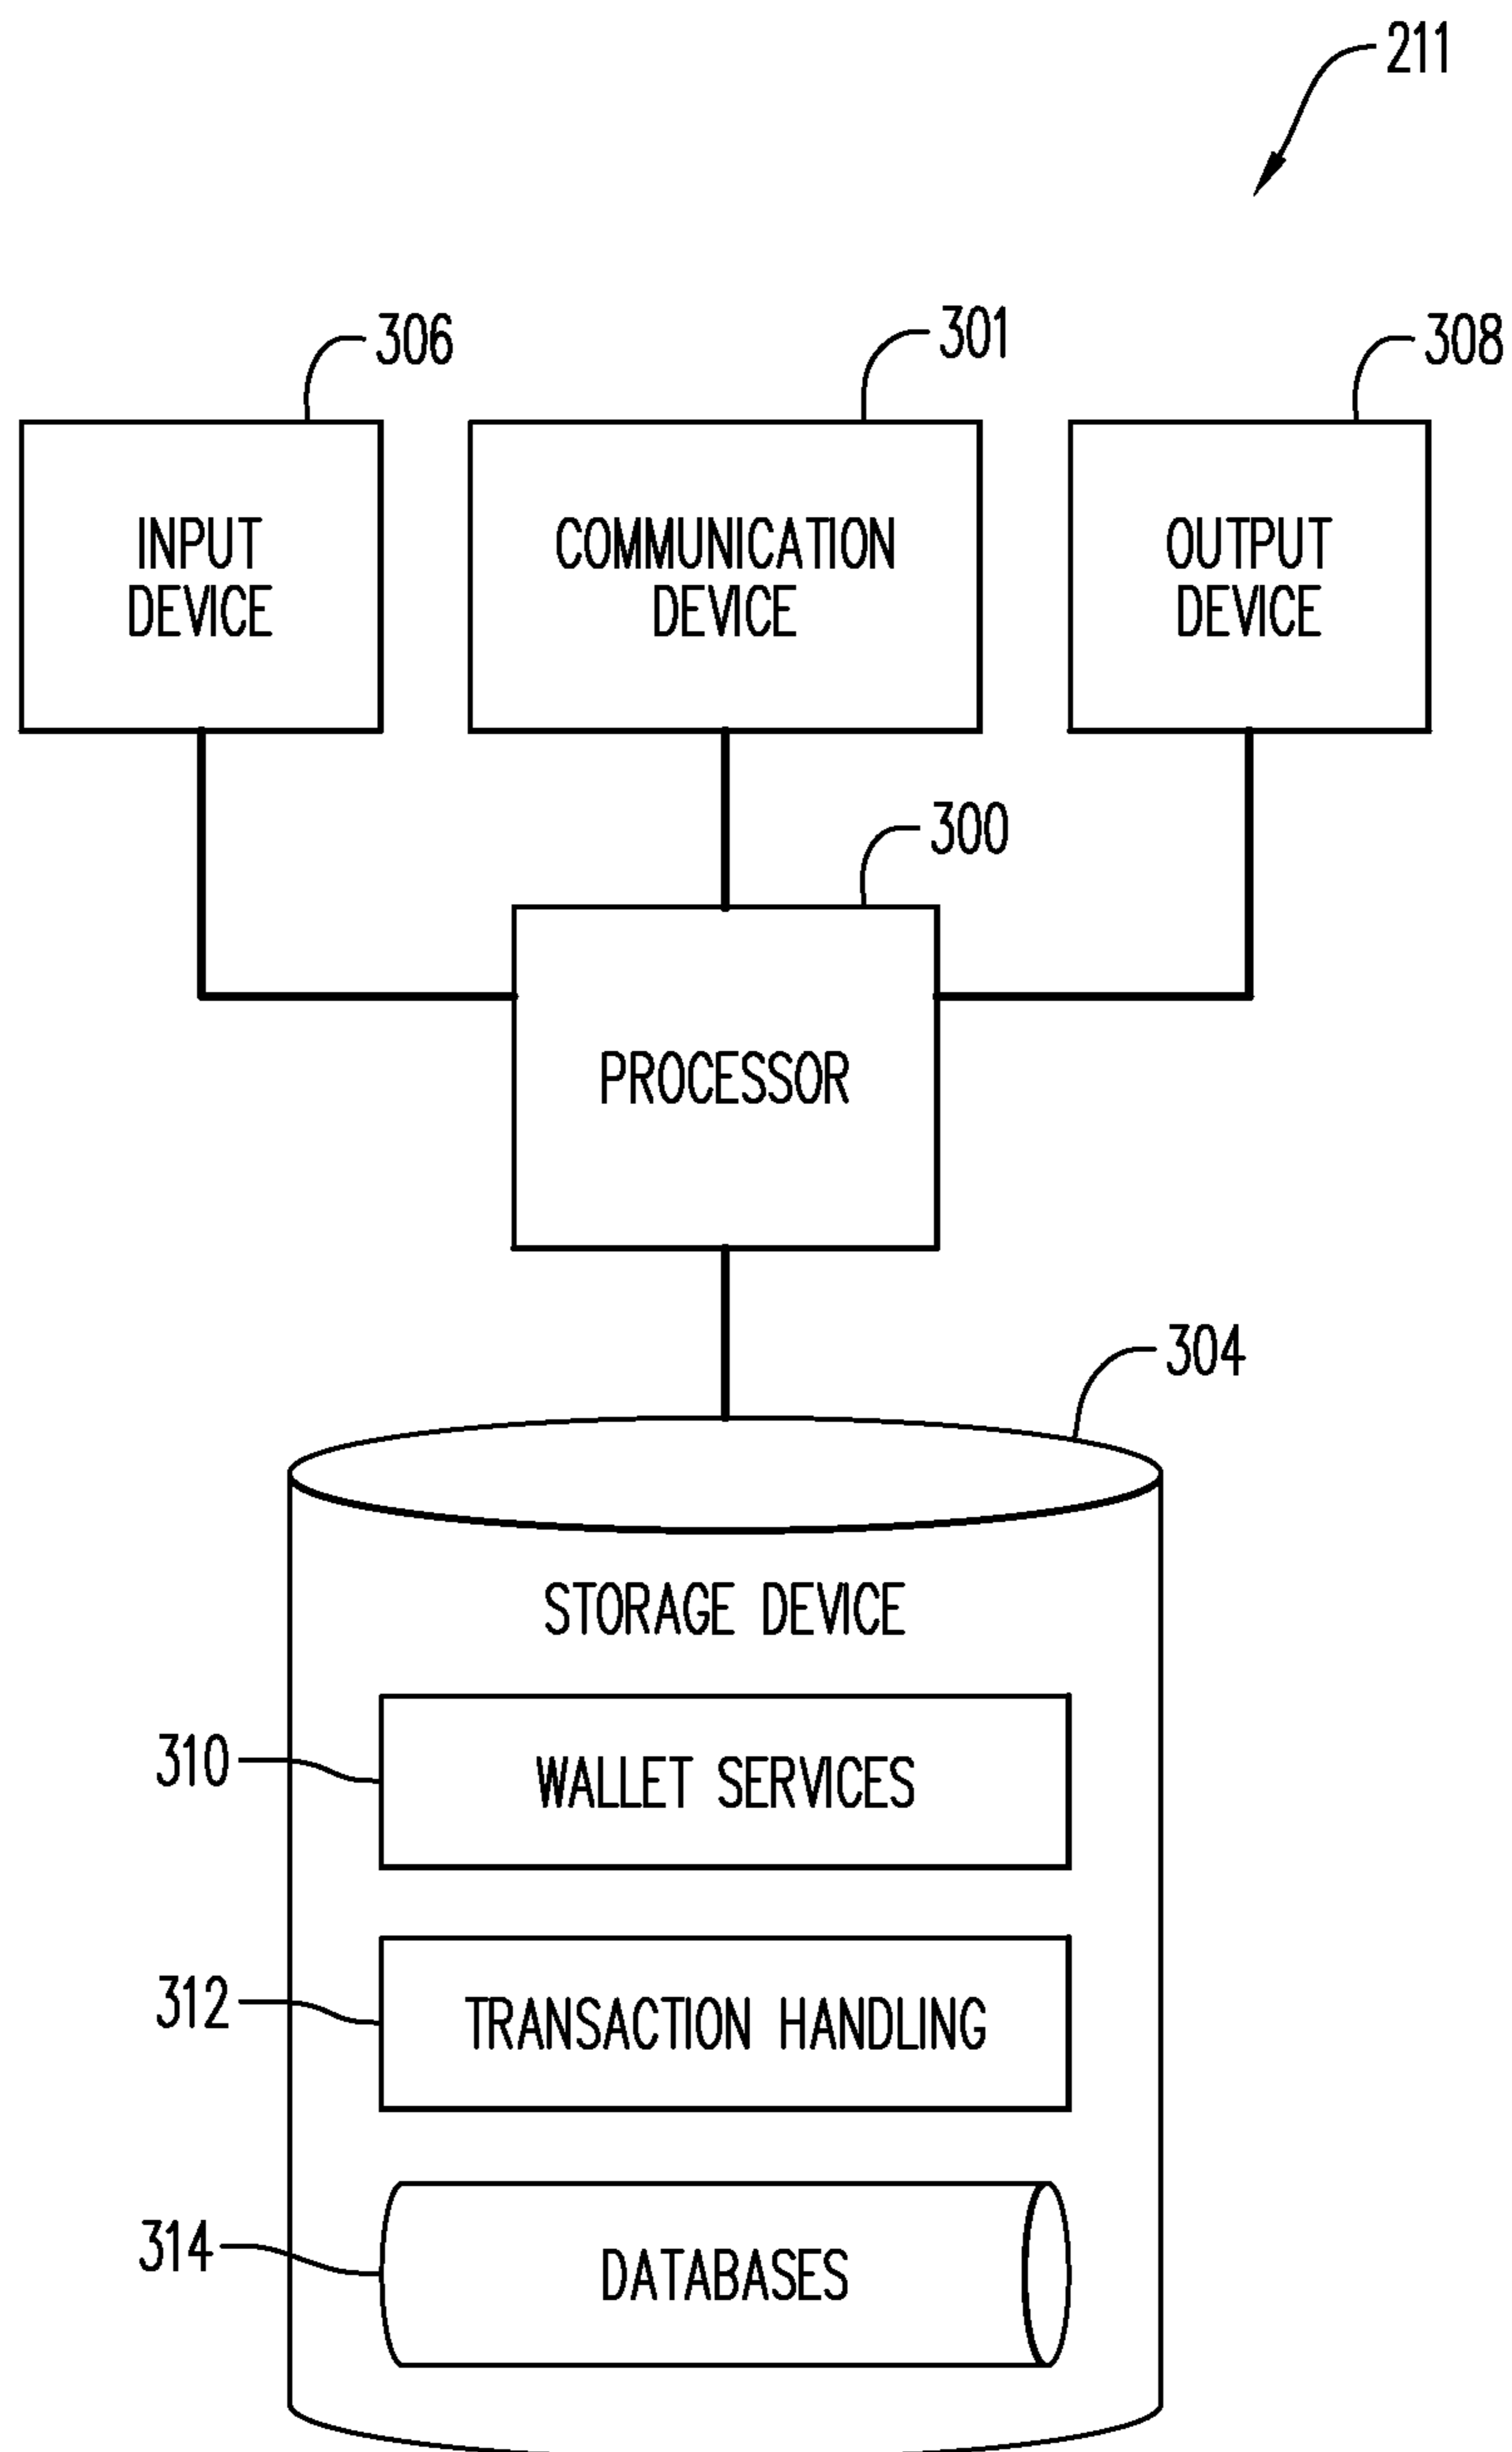 211
306
301
308
INPUT
DEVICE
COMMUNICATION
DEVICE
OUTPUT
DEVICE
300
PROCESSOR
304
STORAGE DEVICE
310
WALLET SERVICES
312
TRANSACTION HANDLING
314
DATABASES